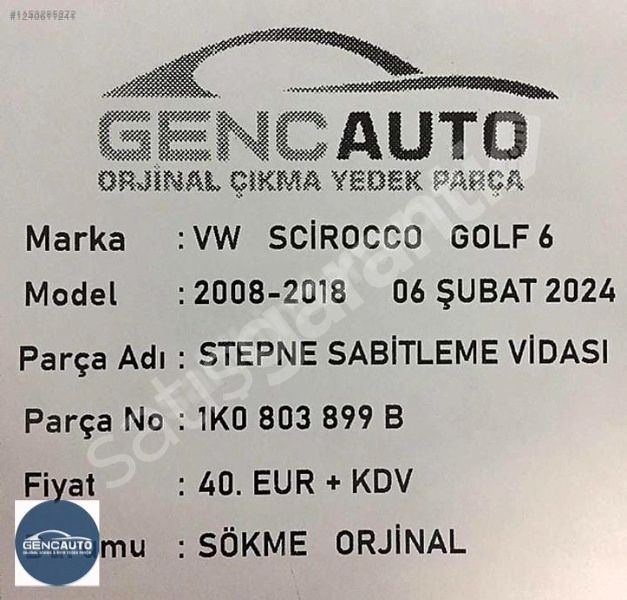 #1240611241
GENCAUTO
ORJİNAL ÇIKMA YEDEK PARÇA
Marka : VW SCİROCCO GOLF 6
Model : 2008-2018 06 ŞUBAT 2024
Parça Adı : STEPNE SABİTLEME VİDASI
Parça No : 1K0 803 899 B
Fiyat : 40. EUR + KDV
: SÖKME ORJİNAL
GENCAUTO